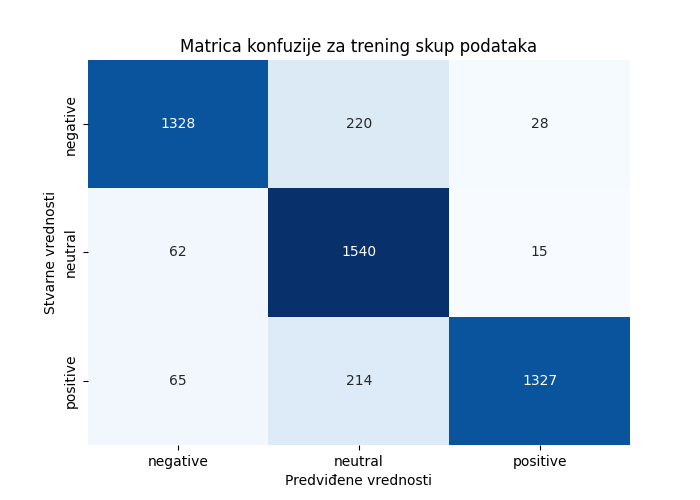 Matrica konfuzije za trening skup podataka
Stvarne vrednosti
negative
1328 220 28
neutral
62 1540 15
positive
65 214 1327
negative neutral positive
Predviđene vrednosti